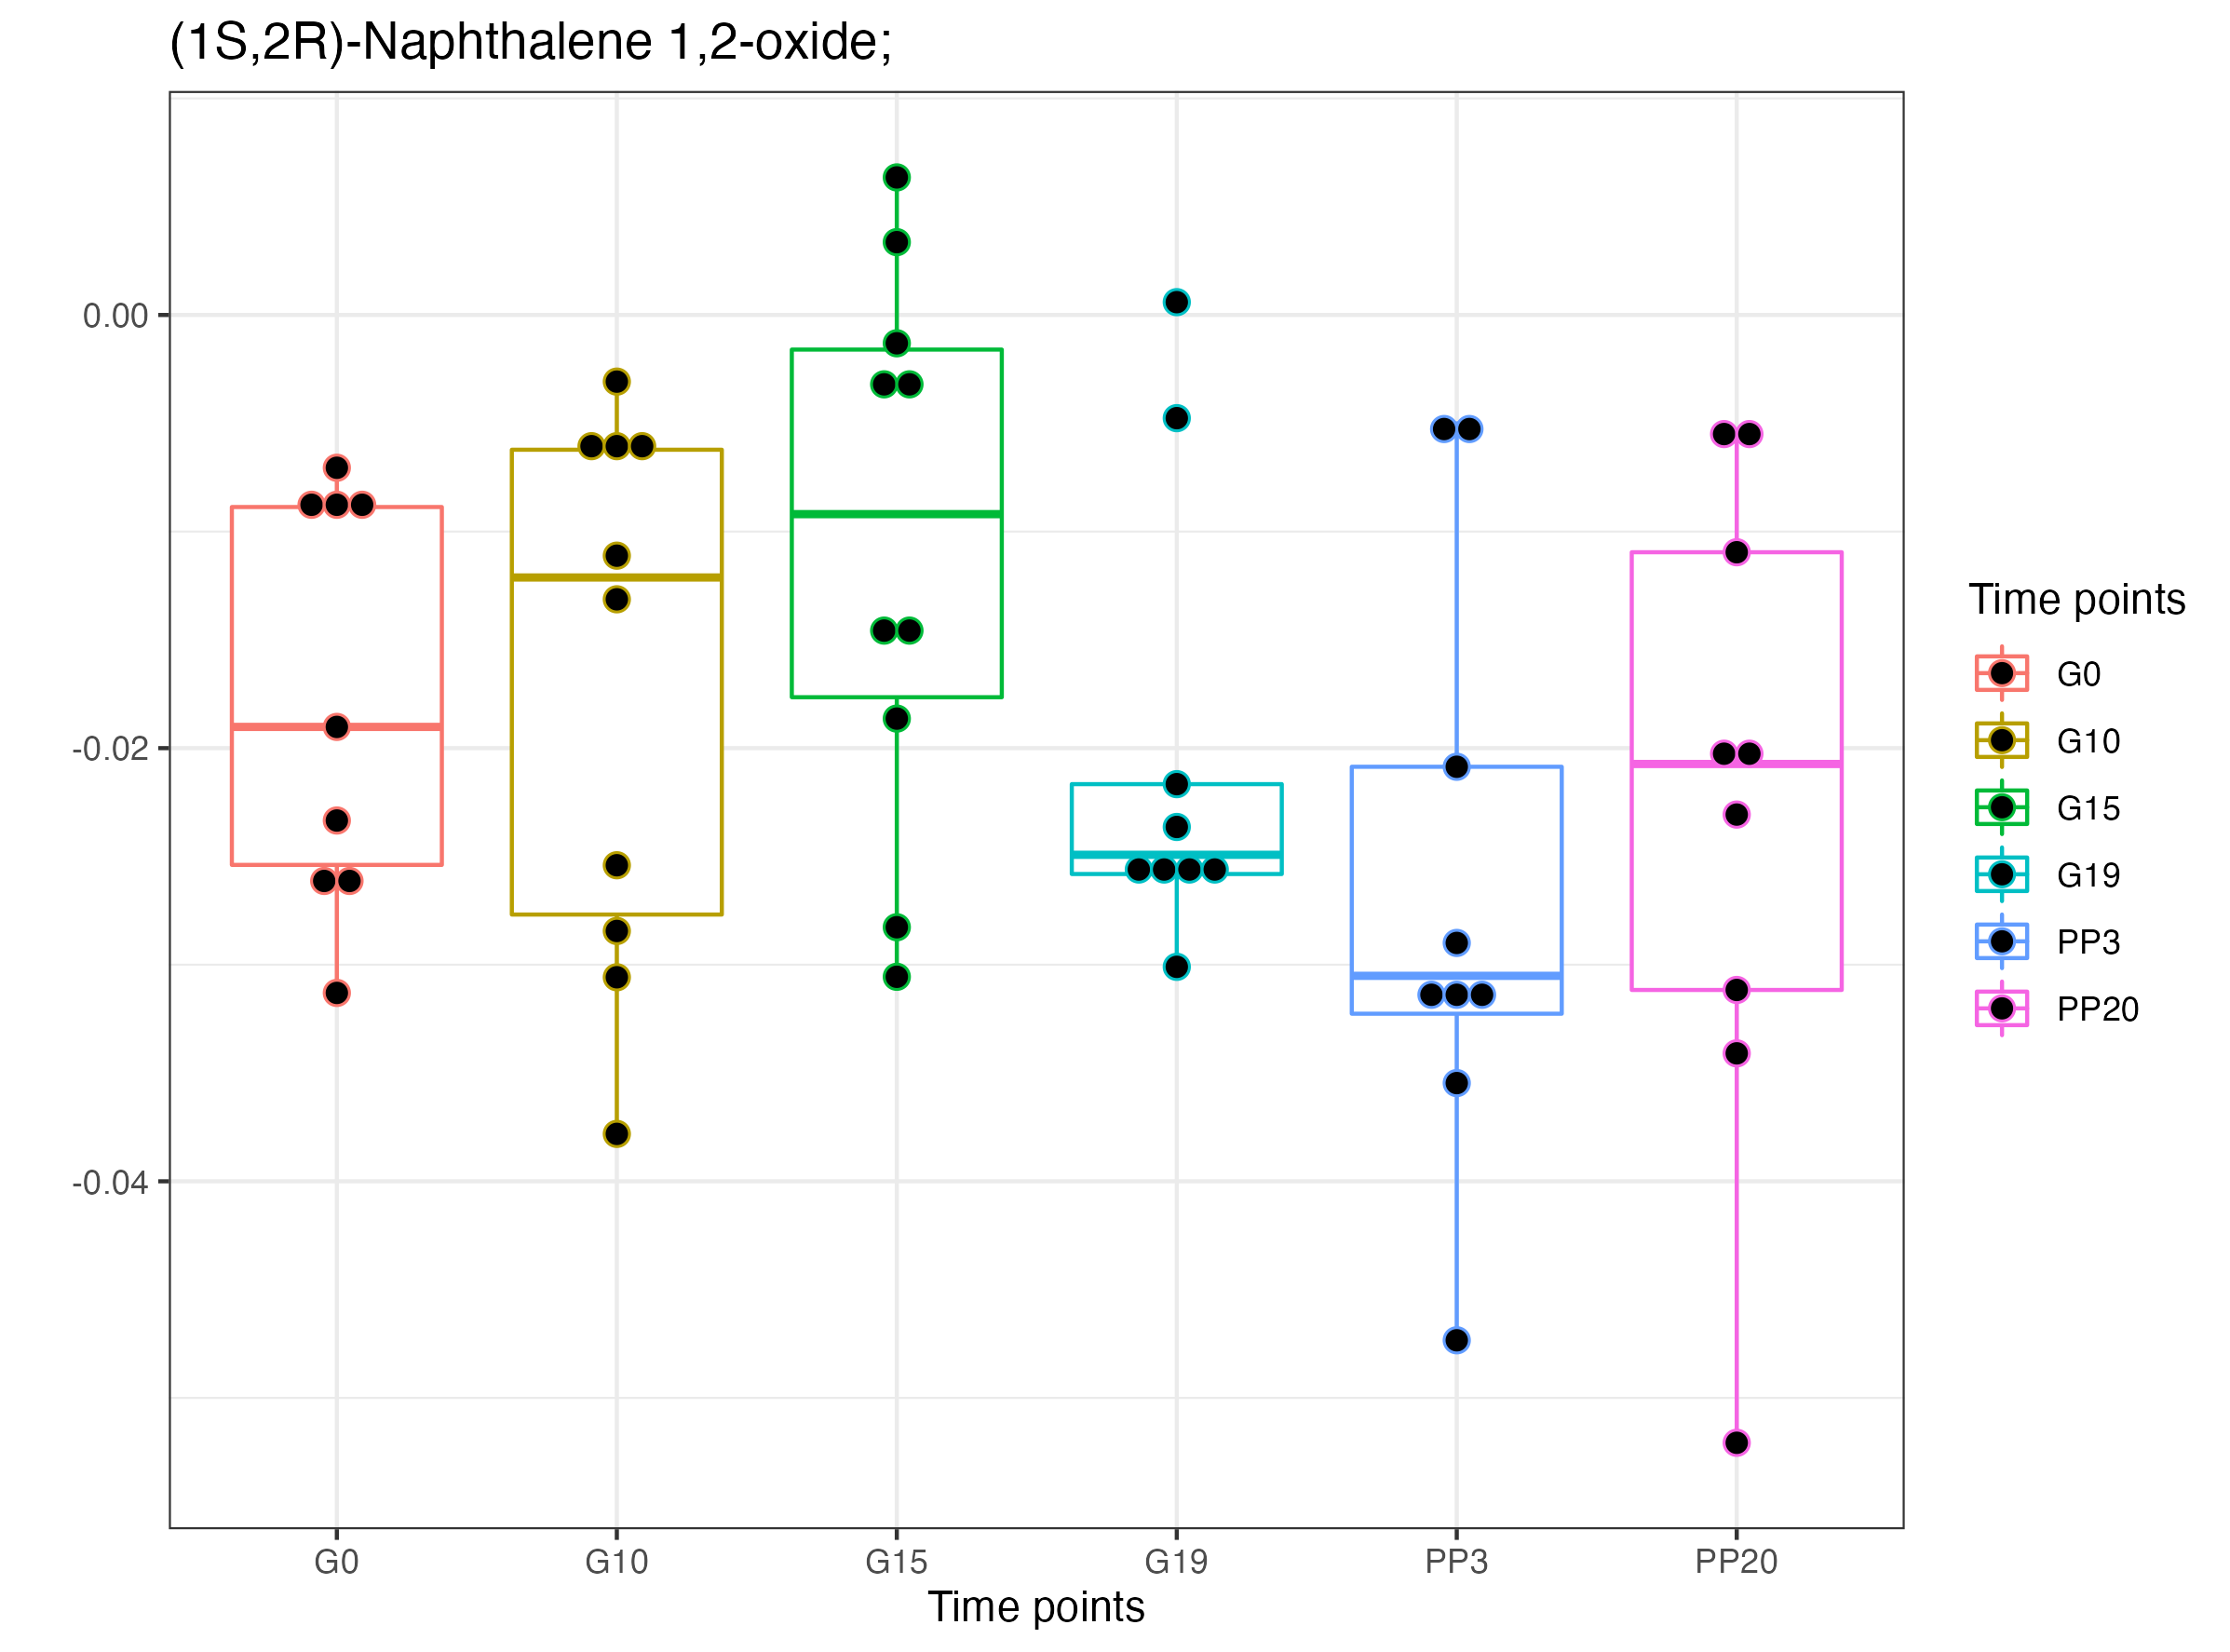 (1S,2R)-Naphthalene 1,2-oxide;
0.00
-0.02
-0.04
G0 G10 G15 G19 PP3 PP20
Time points
Time points
G0
G10
G15
G19
PP3
PP20